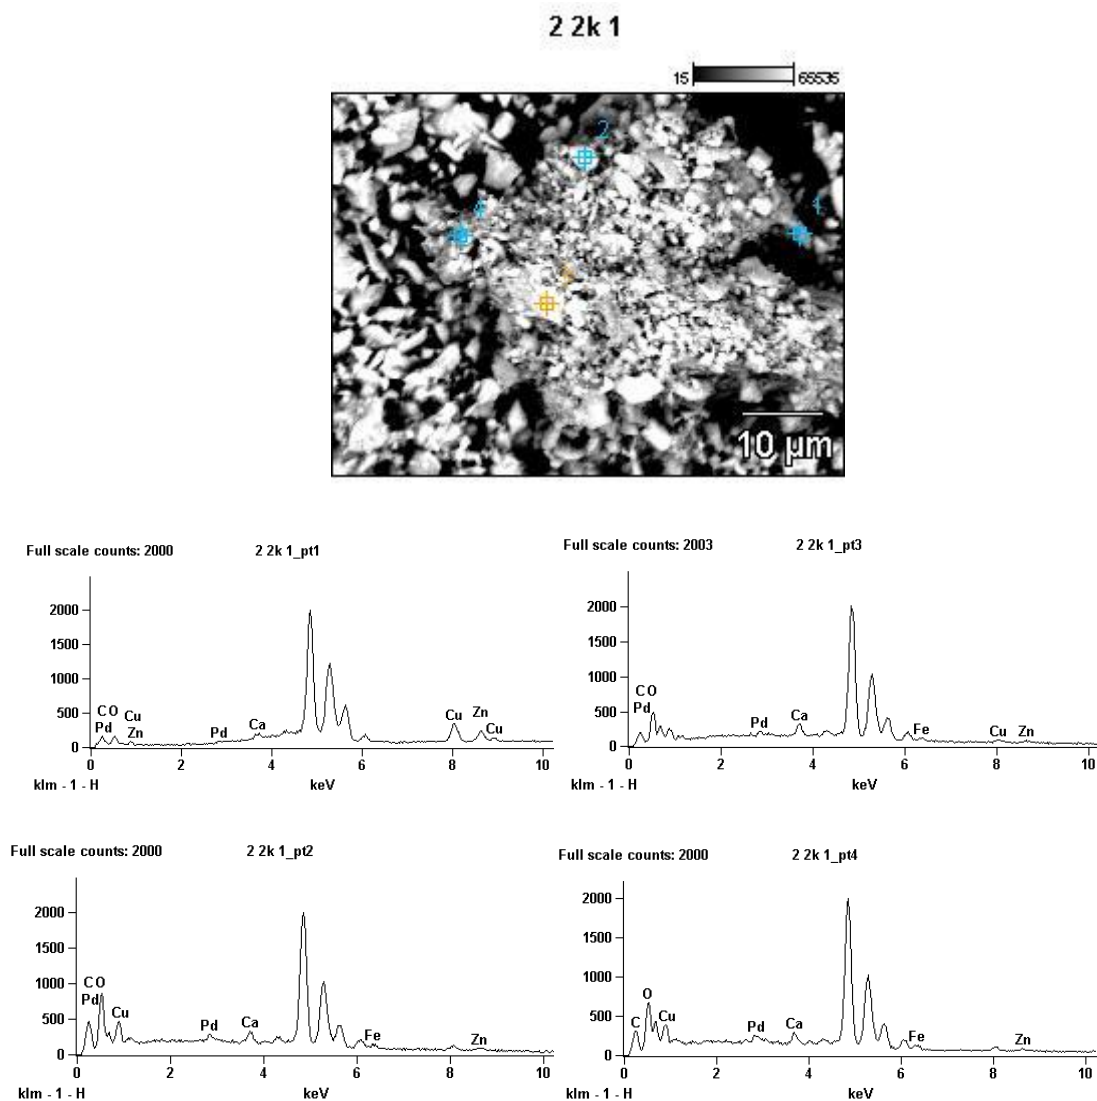 2 2k 1
15 65535
2
4
1
3
10 µm
Full scale counts: 2000 2 2k 1_pt1
2000
1500
1000
500
0
C O Cu
Pd Zn Pd Ca Cu Zn Cu
0 2 4 6 8 10
klm - 1 - H keV
Full scale counts: 2003 2 2k 1_pt3
2000
1500
1000
500
0
C O
Pd Pd Ca Fe Cu Zn
0 2 4 6 8 10
klm - 1 - H keV
Full scale counts: 2000 2 2k 1_pt2
2000
1500
1000
500
0
C O
Pd Cu Pd Ca Fe Zn
0 2 4 6 8 10
klm - 1 - H keV
Full scale counts: 2000 2 2k 1_pt4
2000
1500
1000
500
0
O
C Cu Pd Ca Fe Zn
0 2 4 6 8 10
klm - 1 - H keV